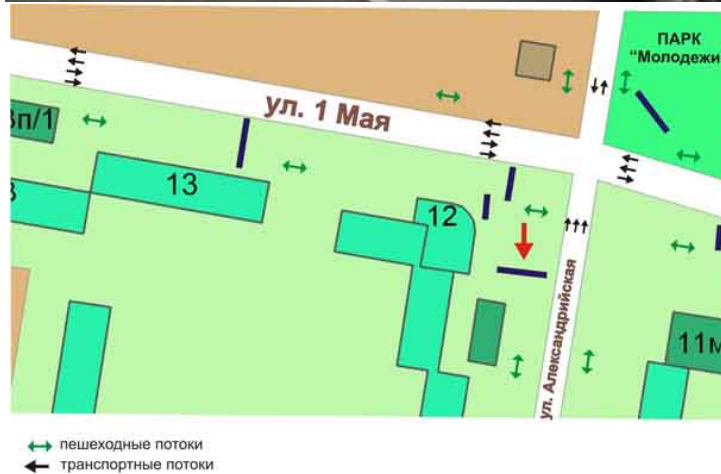 ПАРК
"Молодежи
ул. 1 Мая
3п/1
13
12
ул. Александрийская
11м
пешеходные потоки
транспортные потоки